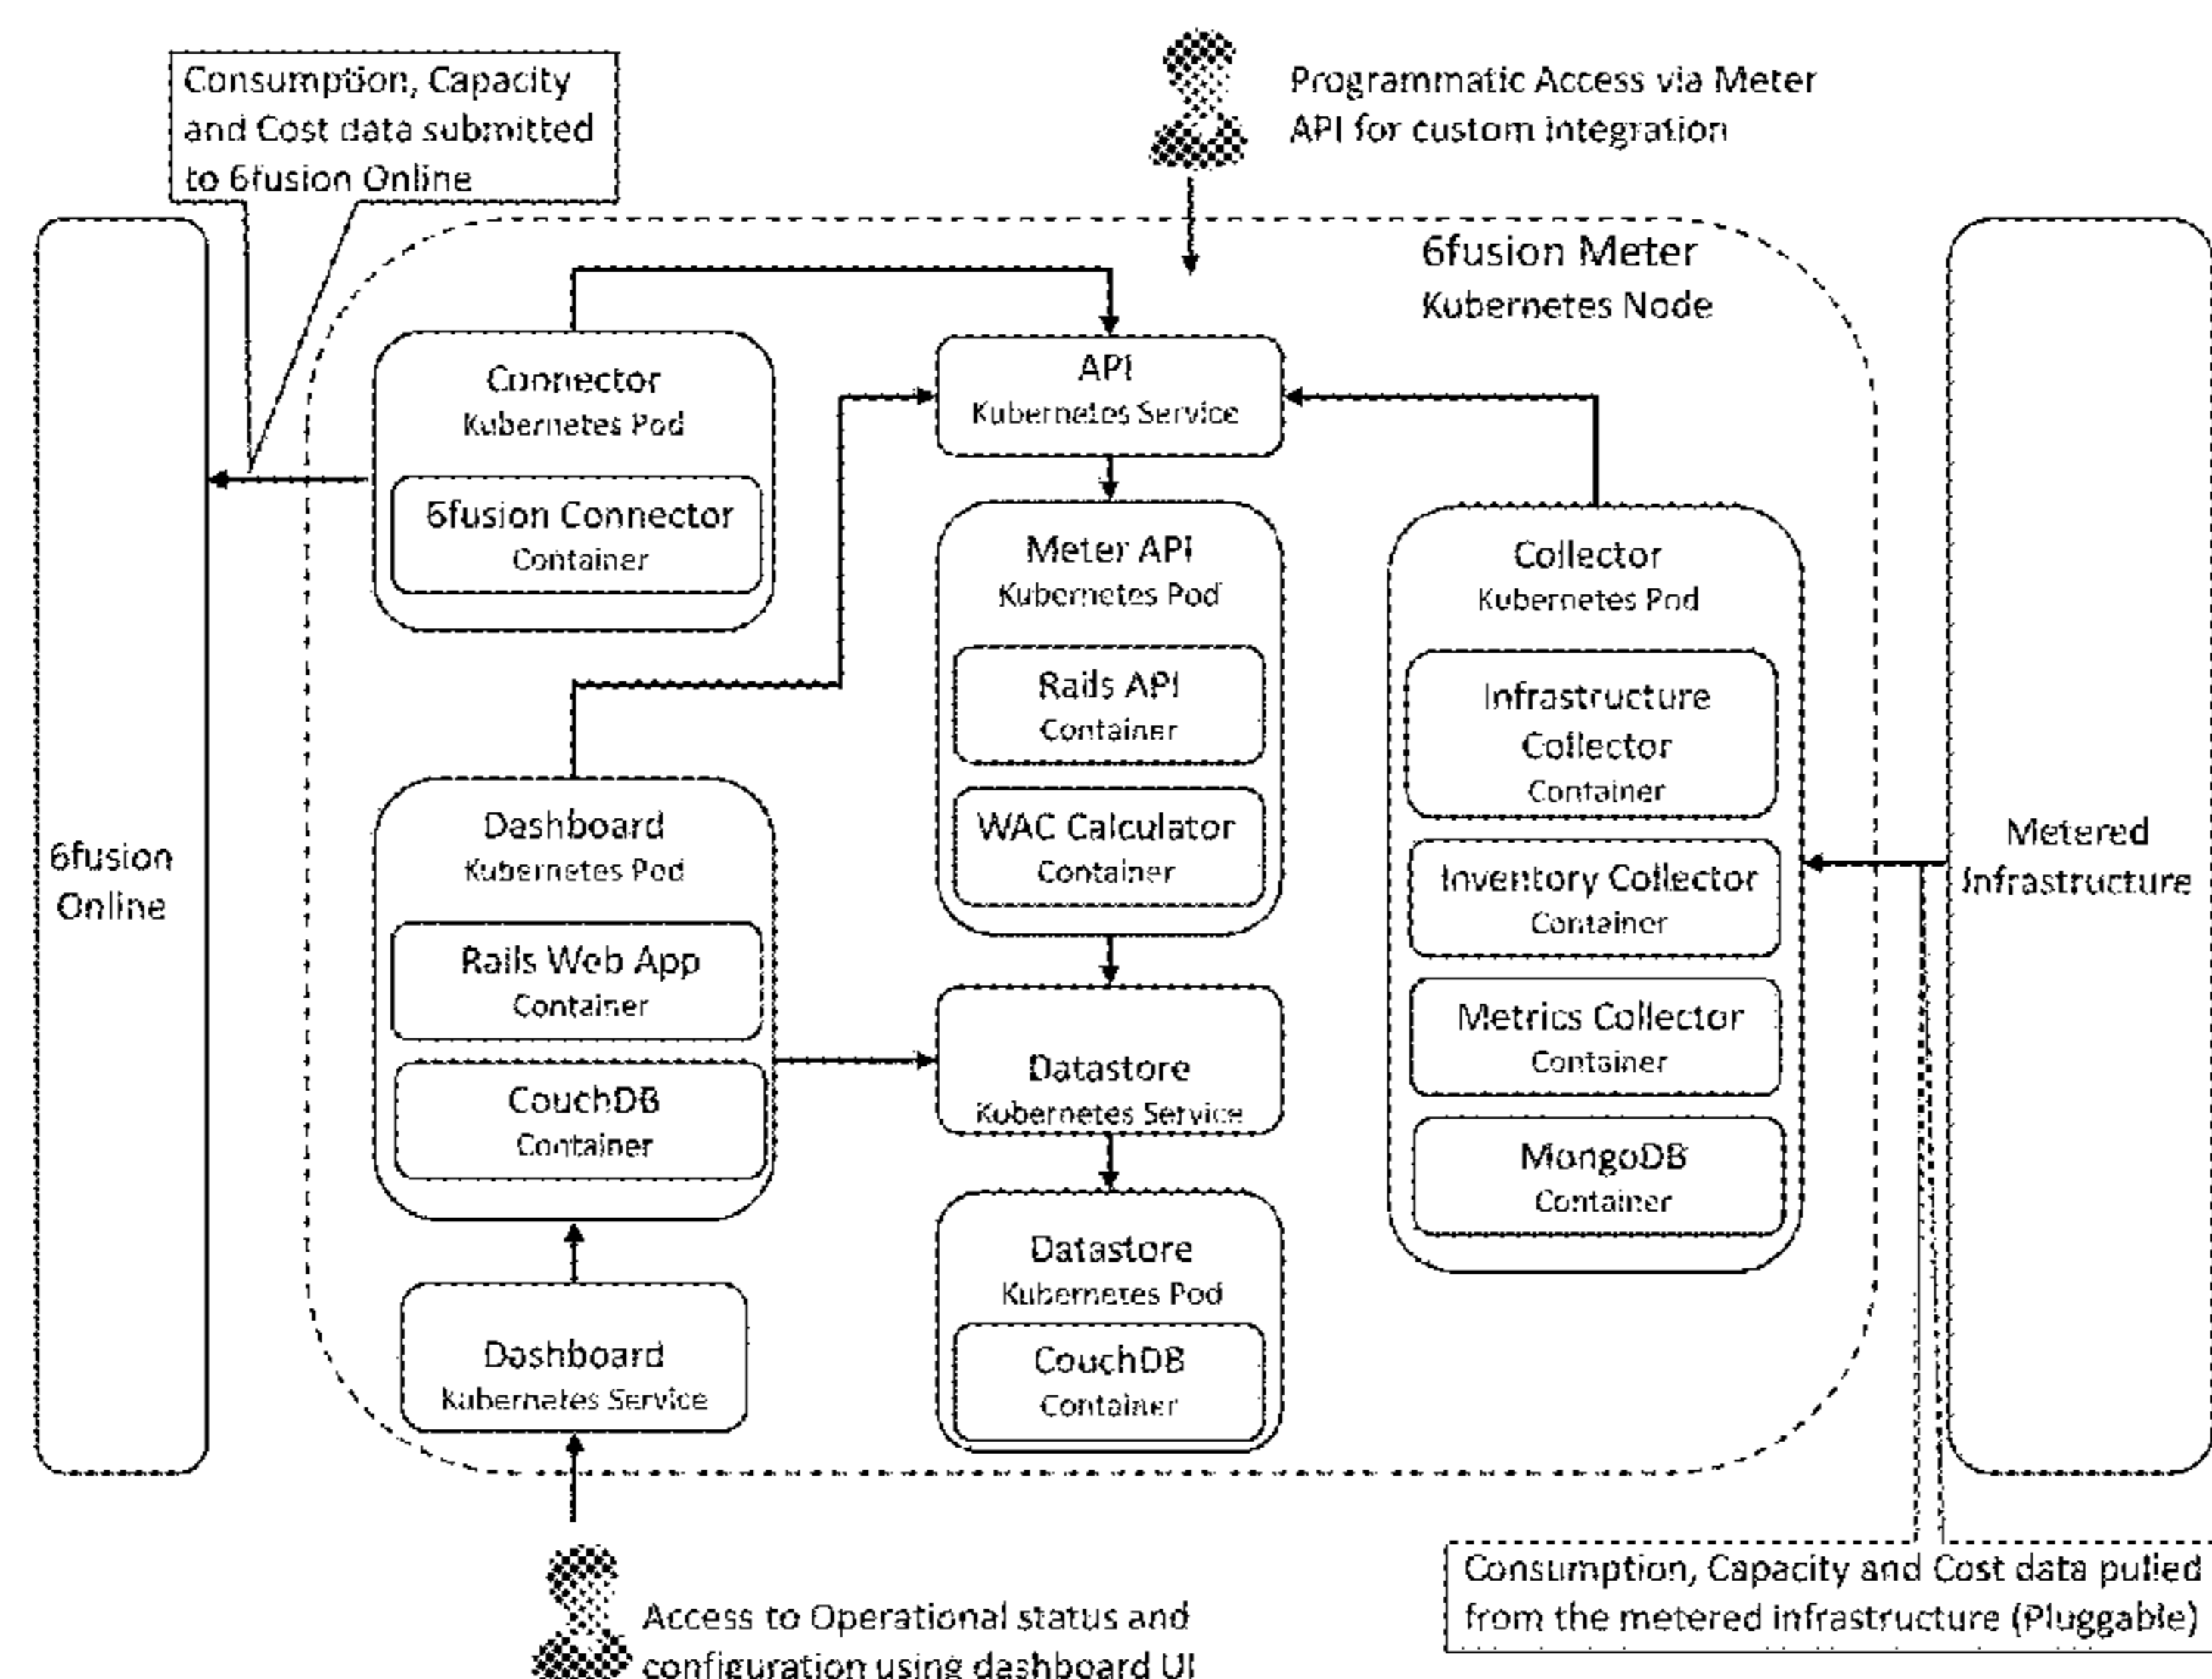 Consumption, Capacity
and Cost data submitted
to 6fusion Online
Programmatic Access via Meter
API for custom integration
6fusion Meter
Kubernetes Node
Connector
Kubernetes Pod
6fusion Connector
Container
API
Kubernetes Service
Meter API
Kubernetes Pod
Rails API
Container
WAC Calculator
Container
Collector
Kubernetes Pod
Infrastructure
Collector
Container
Inventory Collector
Container
Metrics Collector
Container
MongoDB
Container
6fusion
Online
Metered
Infrastructure
Dashboard
Kubernetes Pod
Rails Web App
Container
CouchDB
Container
Datastore
Kubernetes Service
Datastore
Kubernetes Pod
CouchDB
Container
Dashboard
Kubernetes Service
Access to Operational status and
configuration using dashboard UI
Consumption, Capacity and Cost data pulled
from the metered infrastructure (Pluggable)